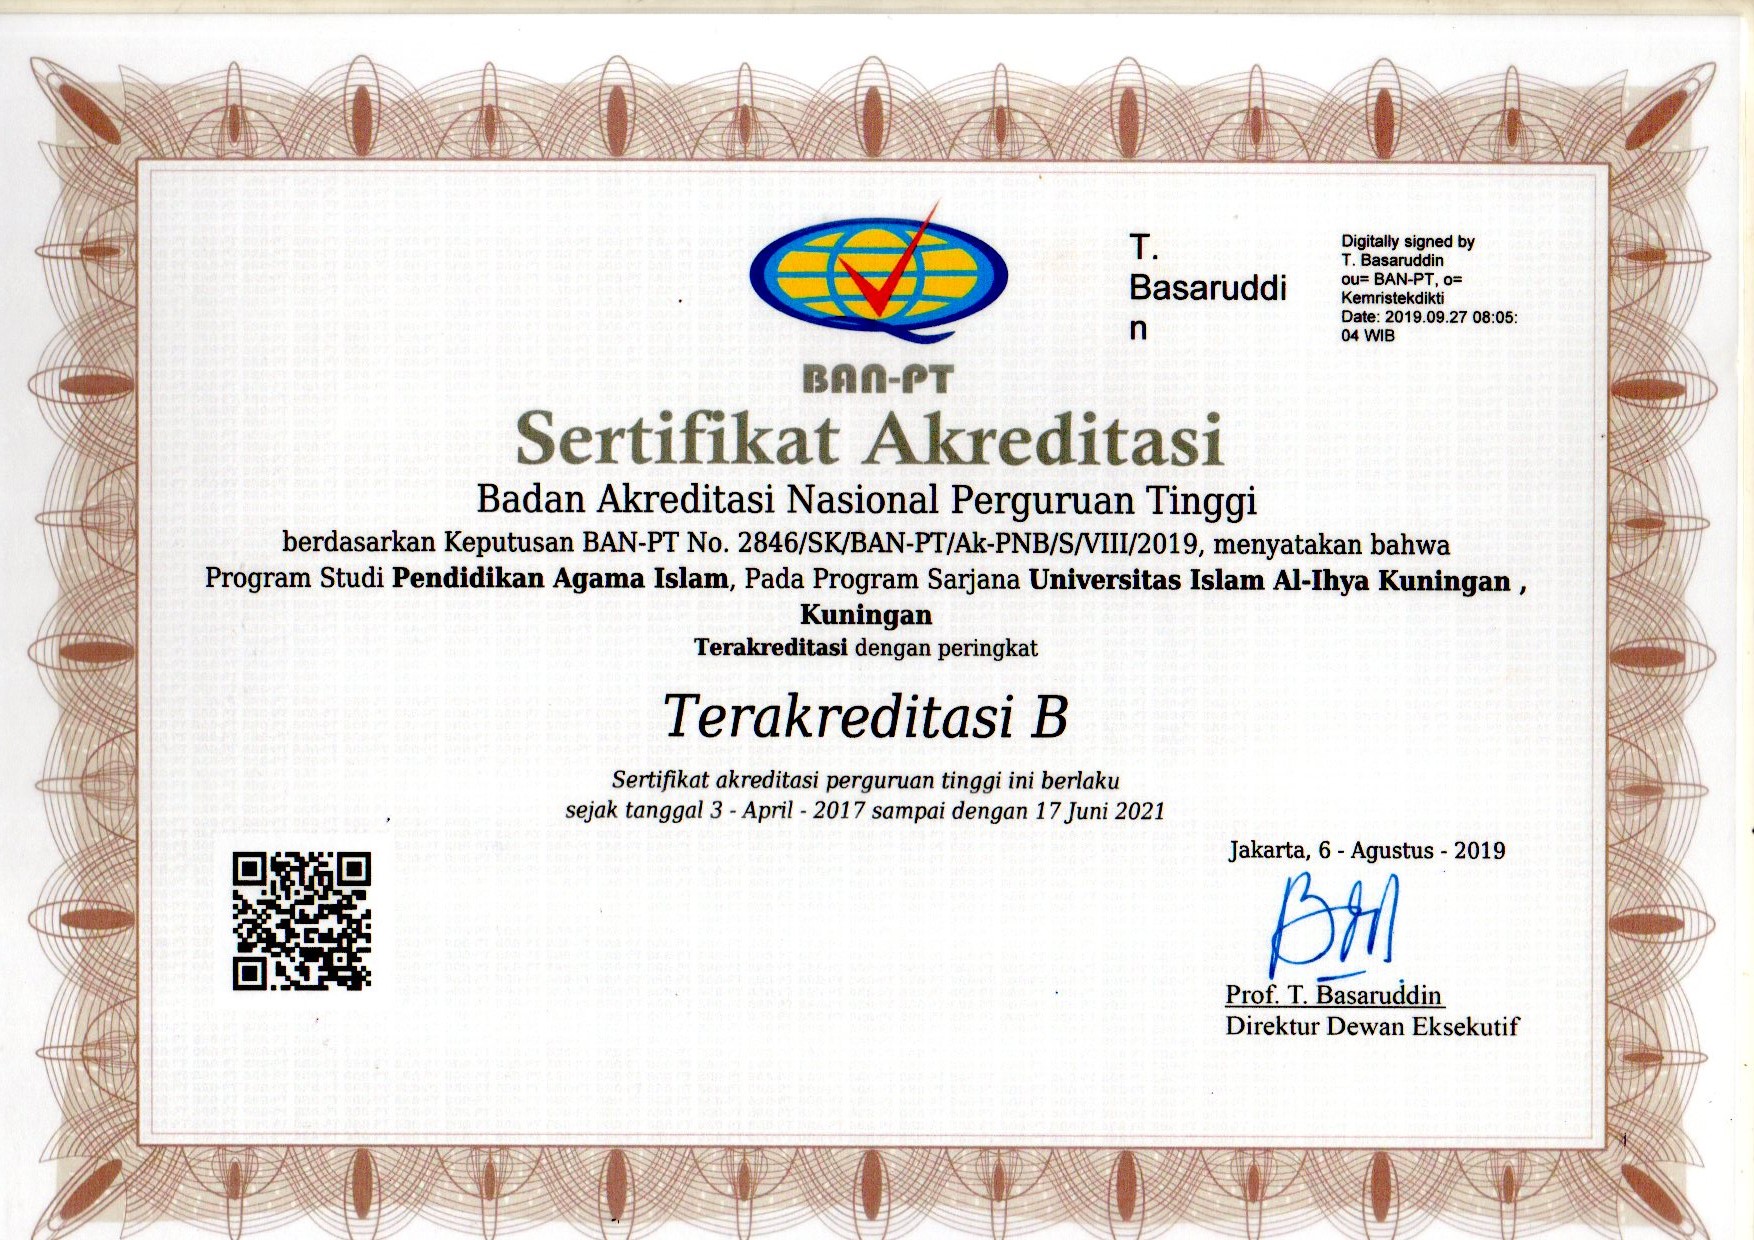 T.
Basaruddi
n
Digitally signed by
T. Basaruddin
ou= BAN-PT, o=
Kemristekdikti
Date: 2019.09.27 08:05:
04 WIB
BAN-PT
Sertifikat Akreditasi
Badan Akreditasi Nasional Perguruan Tinggi
berdasarkan Keputusan BAN-PT No. 2846/SK/BAN-PT/Ak-PNB/S/VIII/2019, menyatakan bahwa
Program Studi Pendidikan Agama Islam, Pada Program Sarjana Universitas Islam Al-Ihya Kuningan ,
Kuningan
Terakreditasi dengan peringkat
Terakreditasi B
Sertifikat akreditasi perguruan tinggi ini berlaku
sejak tanggal 3 - April - 2017 sampai dengan 17 Juni 2021
Jakarta, 6 - Agustus - 2019
Prof. T. Basaruddin
Direktur Dewan Eksekutif